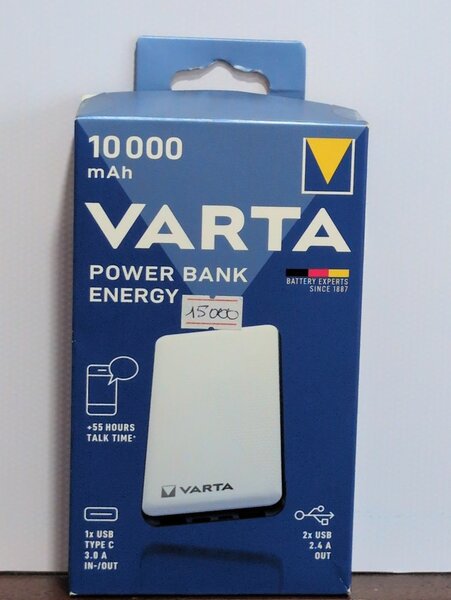 10 000
mAh
VARTA
POWER BANK
ENERGY
BATTERY EXPERTS
SINCE 1887
15000
+55 HOURS
TALK TIME*
VARTA
1x USB
TYPE C
3.0 A
IN-/OUT
2x USB
2.4 A
OUT